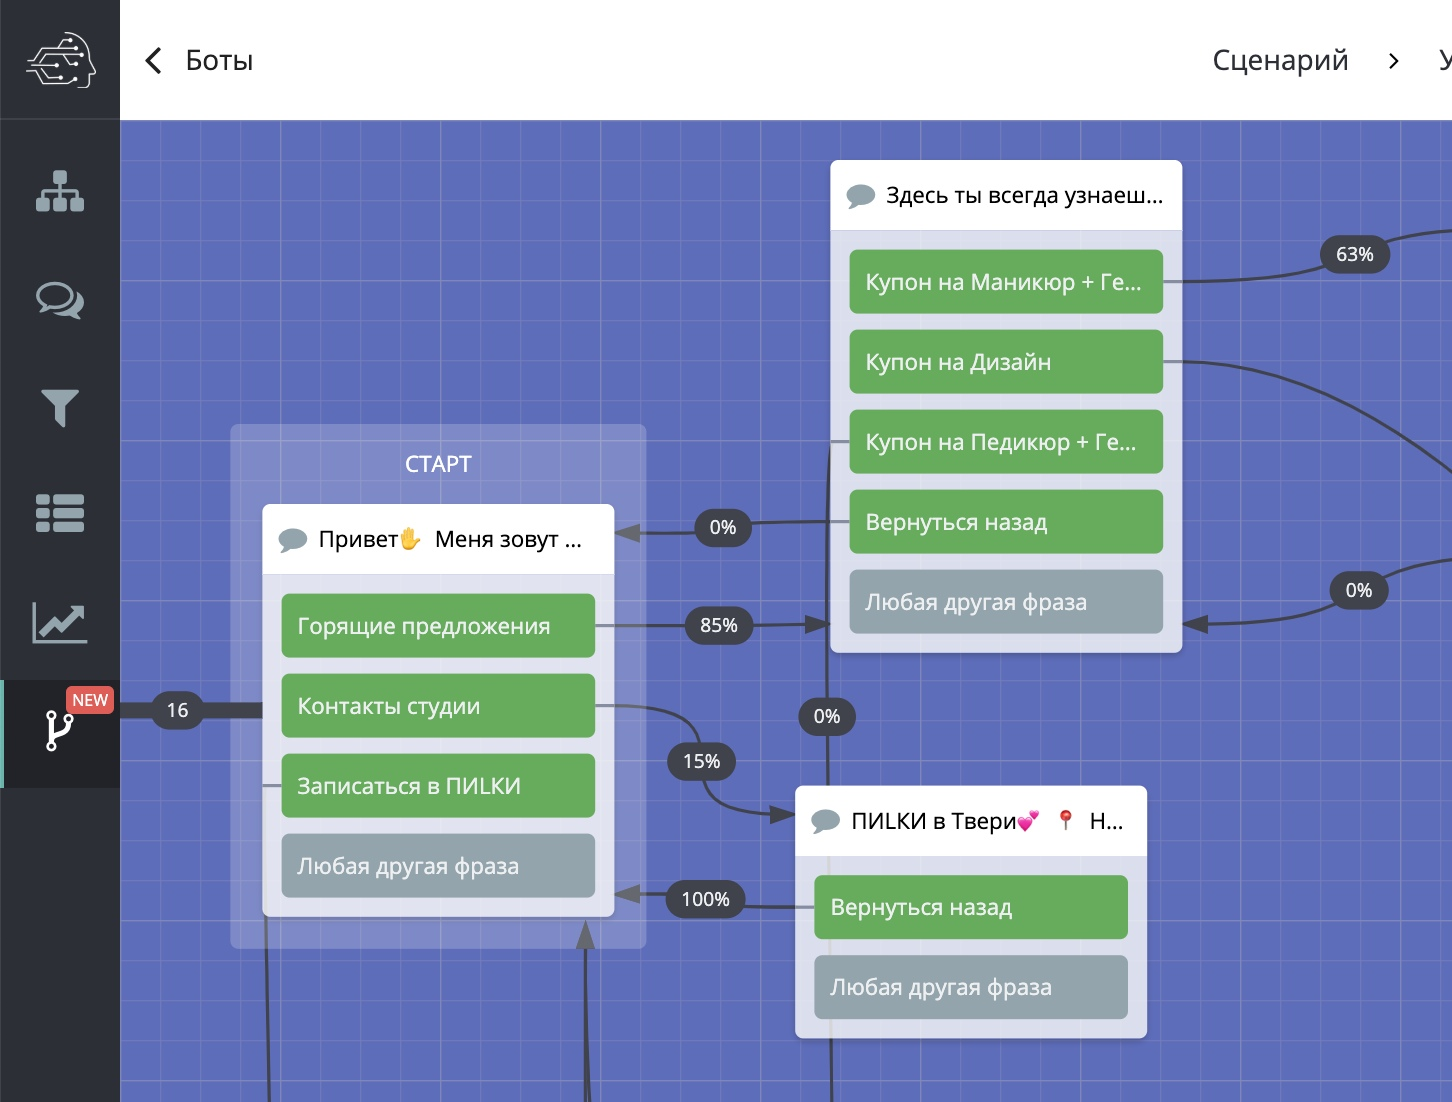 Боты
Сценарий
У
Здесь ты всегда узнаеш...
63%
Купон на Маникюр + Ге...
Купон на Дизайн
Купон на Педикюр + Ге...
Вернуться назад
Любая другая фраза
СТАРТ
Привет✋ Меня зовут ...
0%
Горящие предложения
85%
0%
Контакты студии
NEW
16
0%
15%
Записаться в ПИЛКИ
ПИЛКИ в Твери💕 📍 Н...
Любая другая фраза
100%
Вернуться назад
Любая другая фраза